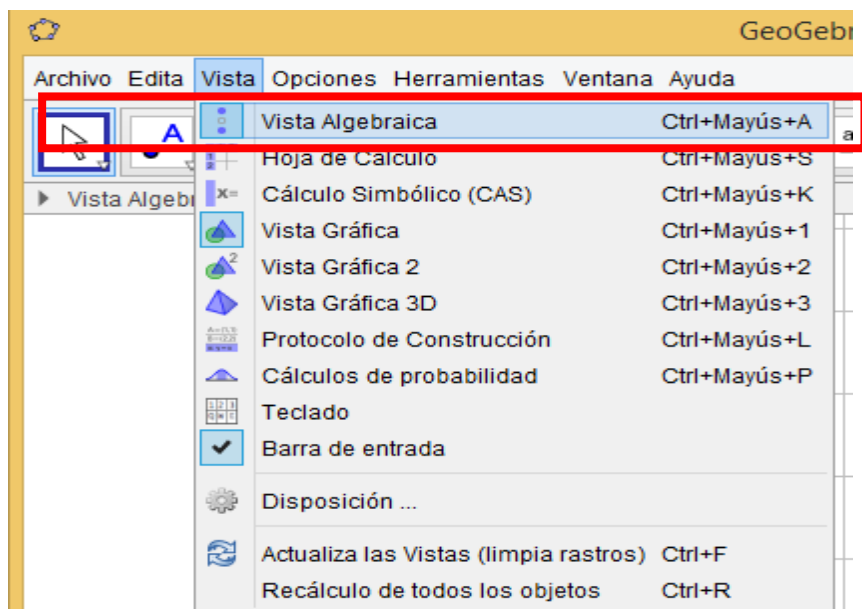 GeoGebr
Archivo Edita Vista Opciones Herramientas Ventana Ayuda
A
a
Vista Algebraica Ctrl+Mayús+A
Hoja de Cálculo Ctrl+Mayús+S
Vista Algebr
x= Cálculo Simbólico (CAS) Ctrl+Mayús+K
Vista Gráfica Ctrl+Mayús+1
2 Vista Gráfica 2 Ctrl+Mayús+2
Vista Gráfica 3D Ctrl+Mayús+3
Protocolo de Construcción Ctrl+Mayús+L
Cálculos de probabilidad Ctrl+Mayús+P
Teclado
Barra de entrada
Disposición ...
Actualiza las Vistas (limpia rastros) Ctrl+F
Recálculo de todos los objetos Ctrl+R